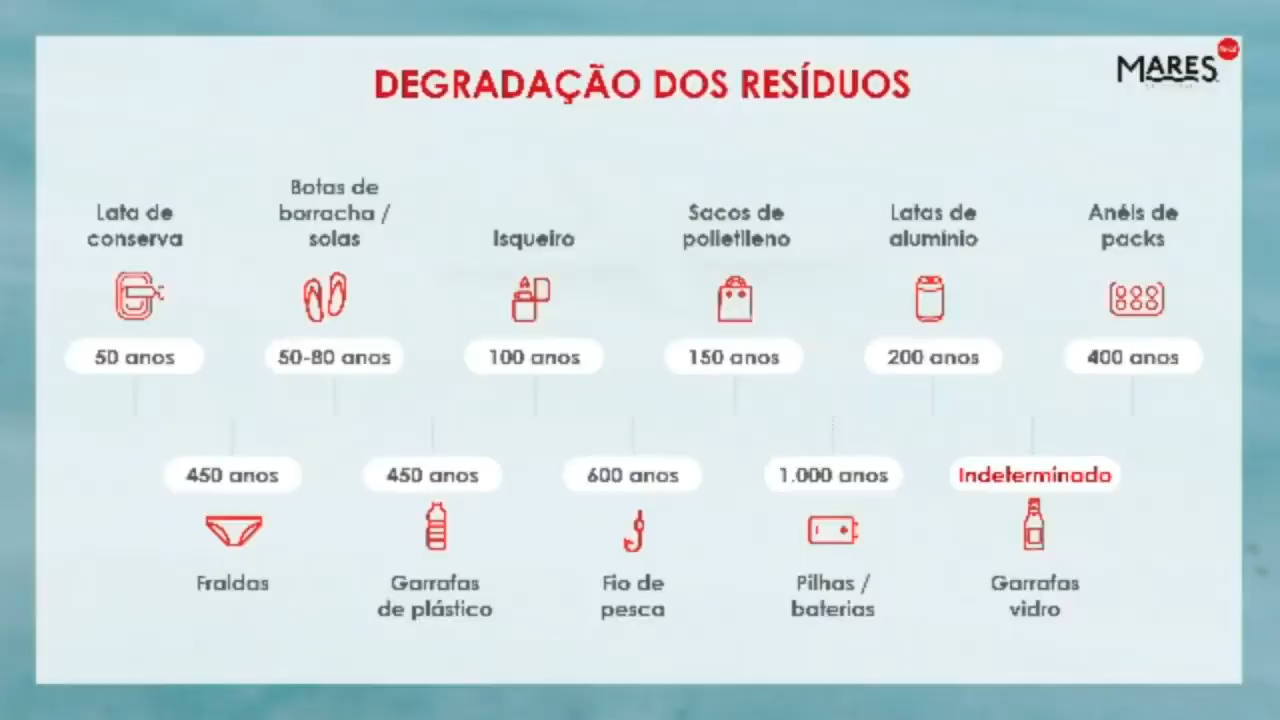 DEGRADAÇÃO DOS RESÍDUOS
MARES
Lata de
conserva
50 anos
Botas de
borracha /
solas
50-80 anos
Isqueiro
100 anos
Sacos de
polietileno
150 anos
Latas de
alumínio
200 anos
Anéis de
packs
400 anos
450 anos
Fraldas
450 anos
Garrafas
de plástico
600 anos
Fio de
pesca
1.000 anos
Pilhas /
baterias
Indeterminado
Garrafas
vidro